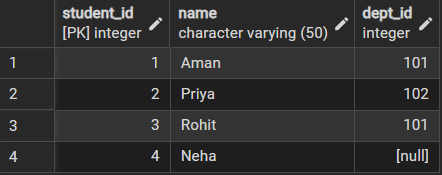 student_id name dept_id
[PK] integer character varying (50) integer
1 1 Aman 101
2 2 Priya 102
3 3 Rohit 101
4 4 Neha [null]